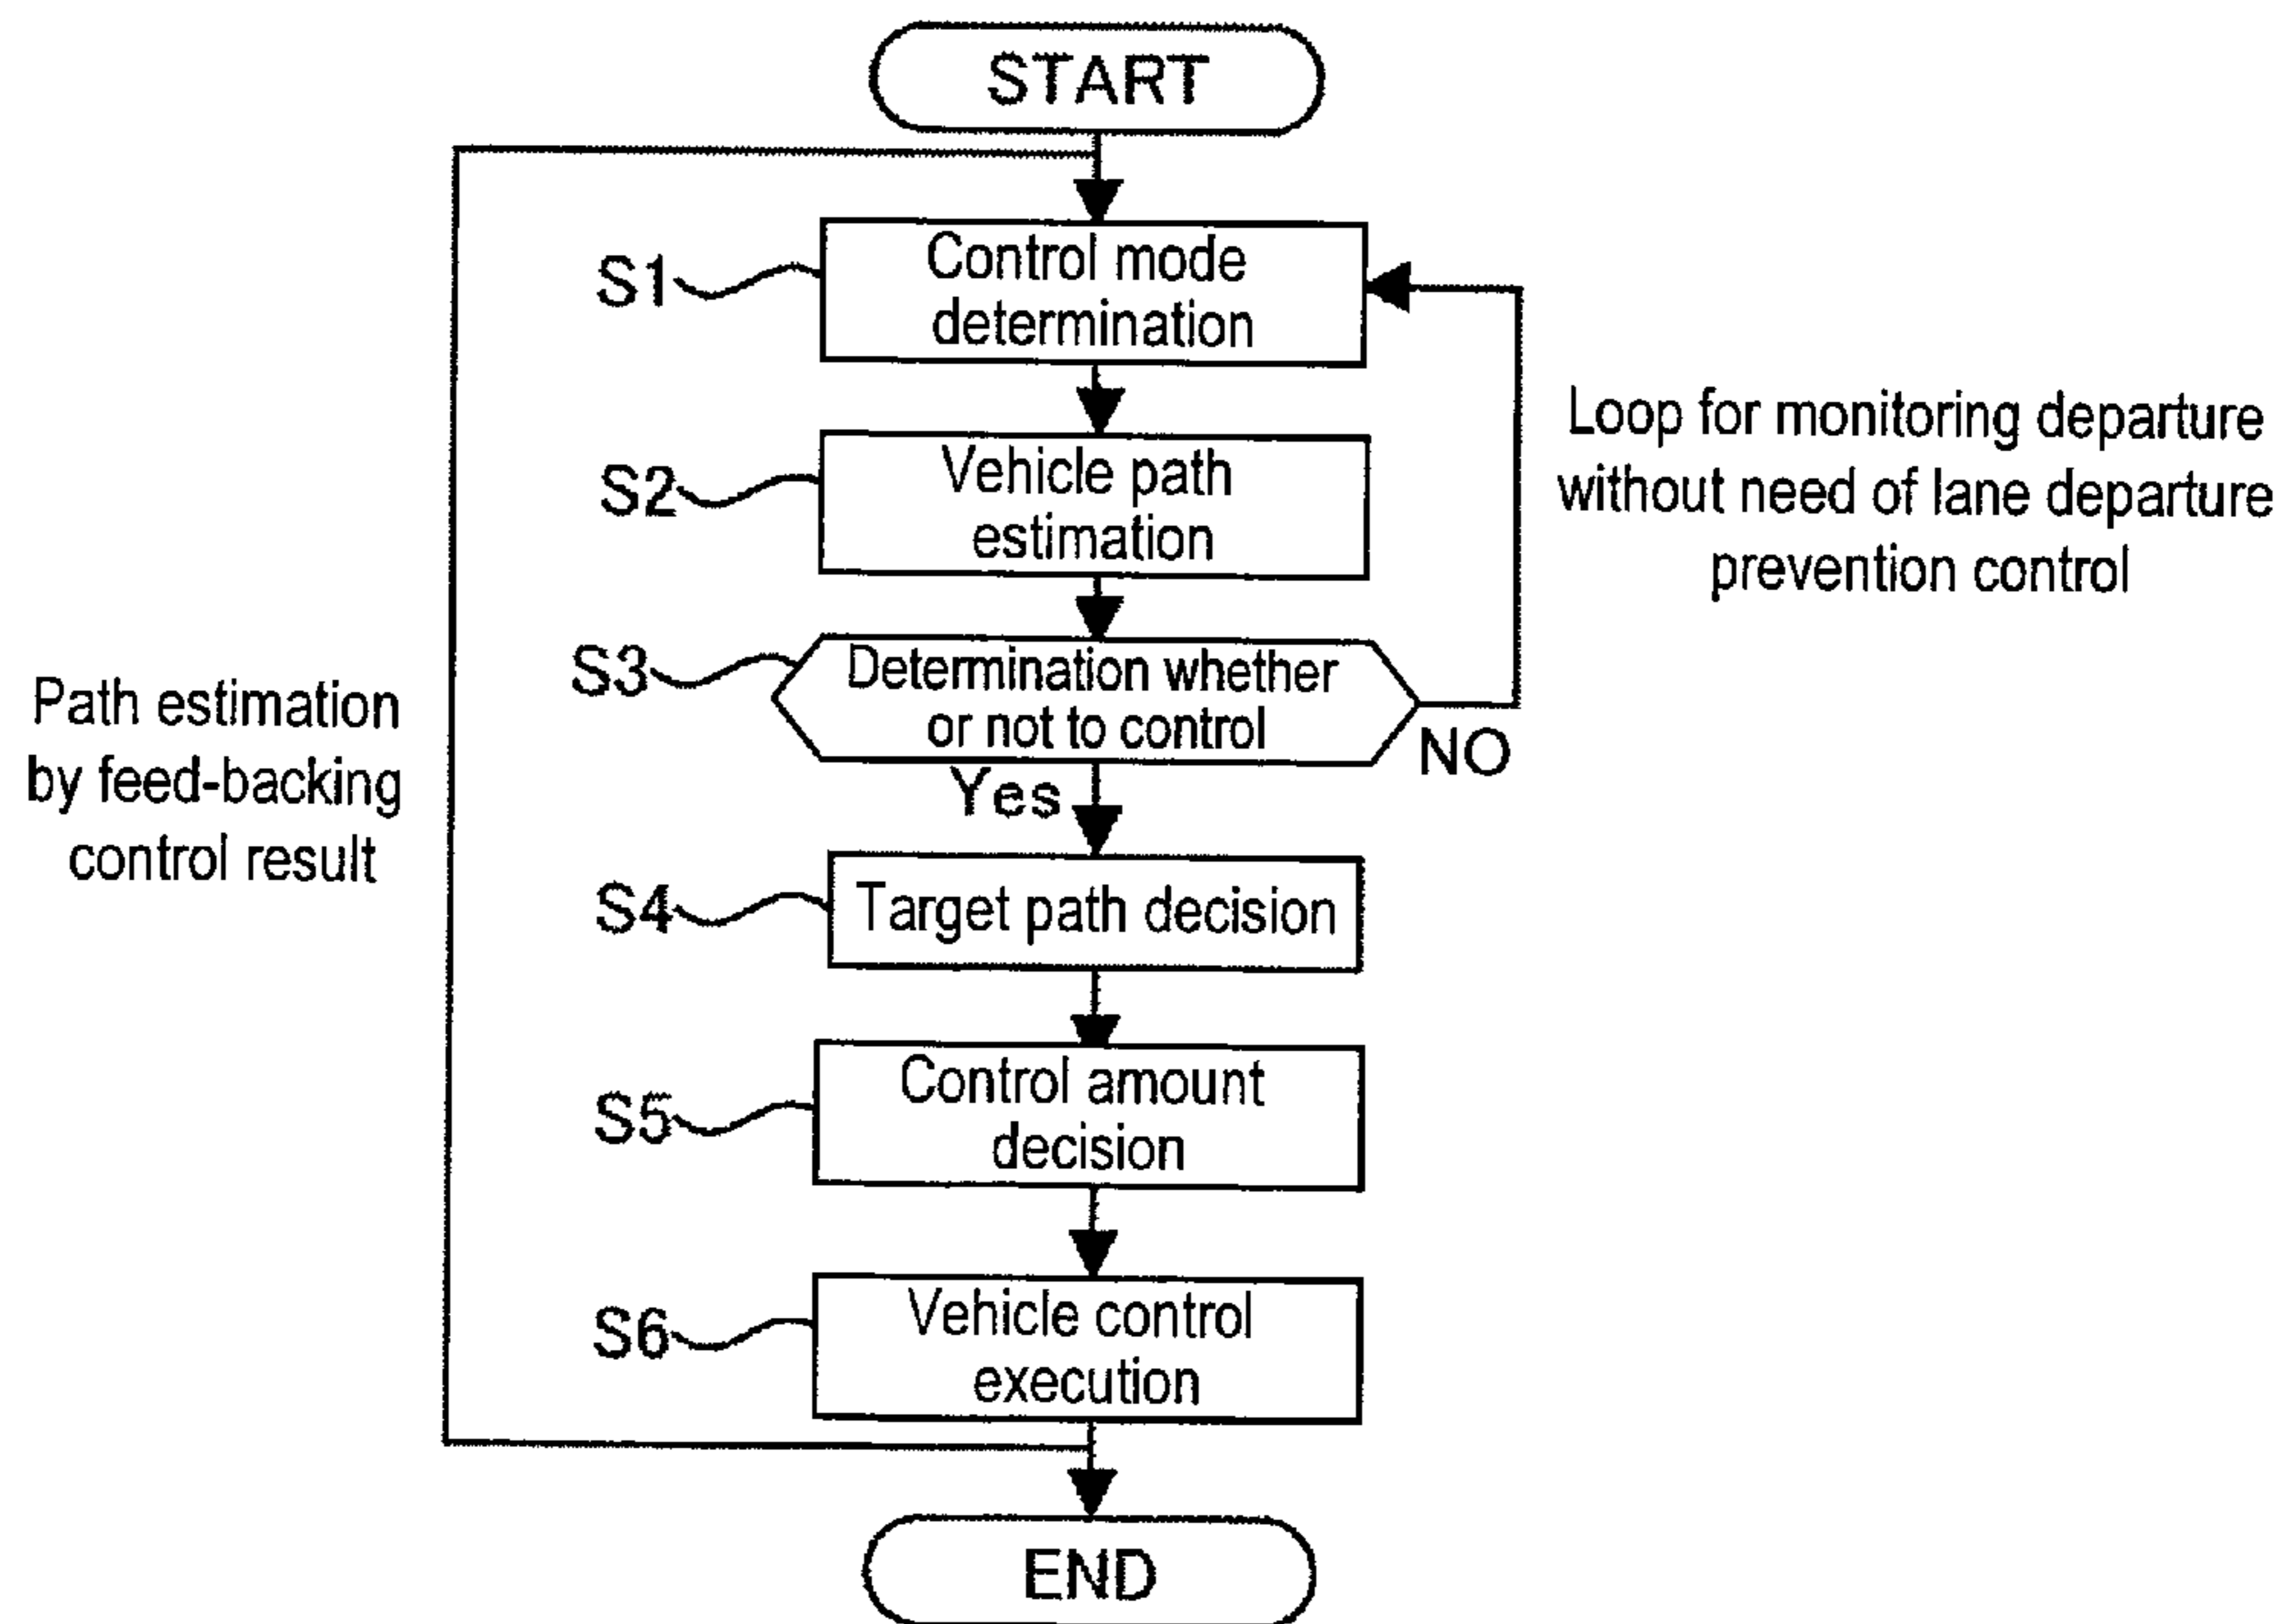 START
S1
Control mode
determination
S2
Vehicle path
estimation
Loop for monitoring departure
without need of lane departure
prevention control
S3
Determination whether
or not to control
NO
Yes
Path estimation
by feed-backing
control result
S4
Target path decision
S5
Control amount
decision
S6
Vehicle control
execution
END